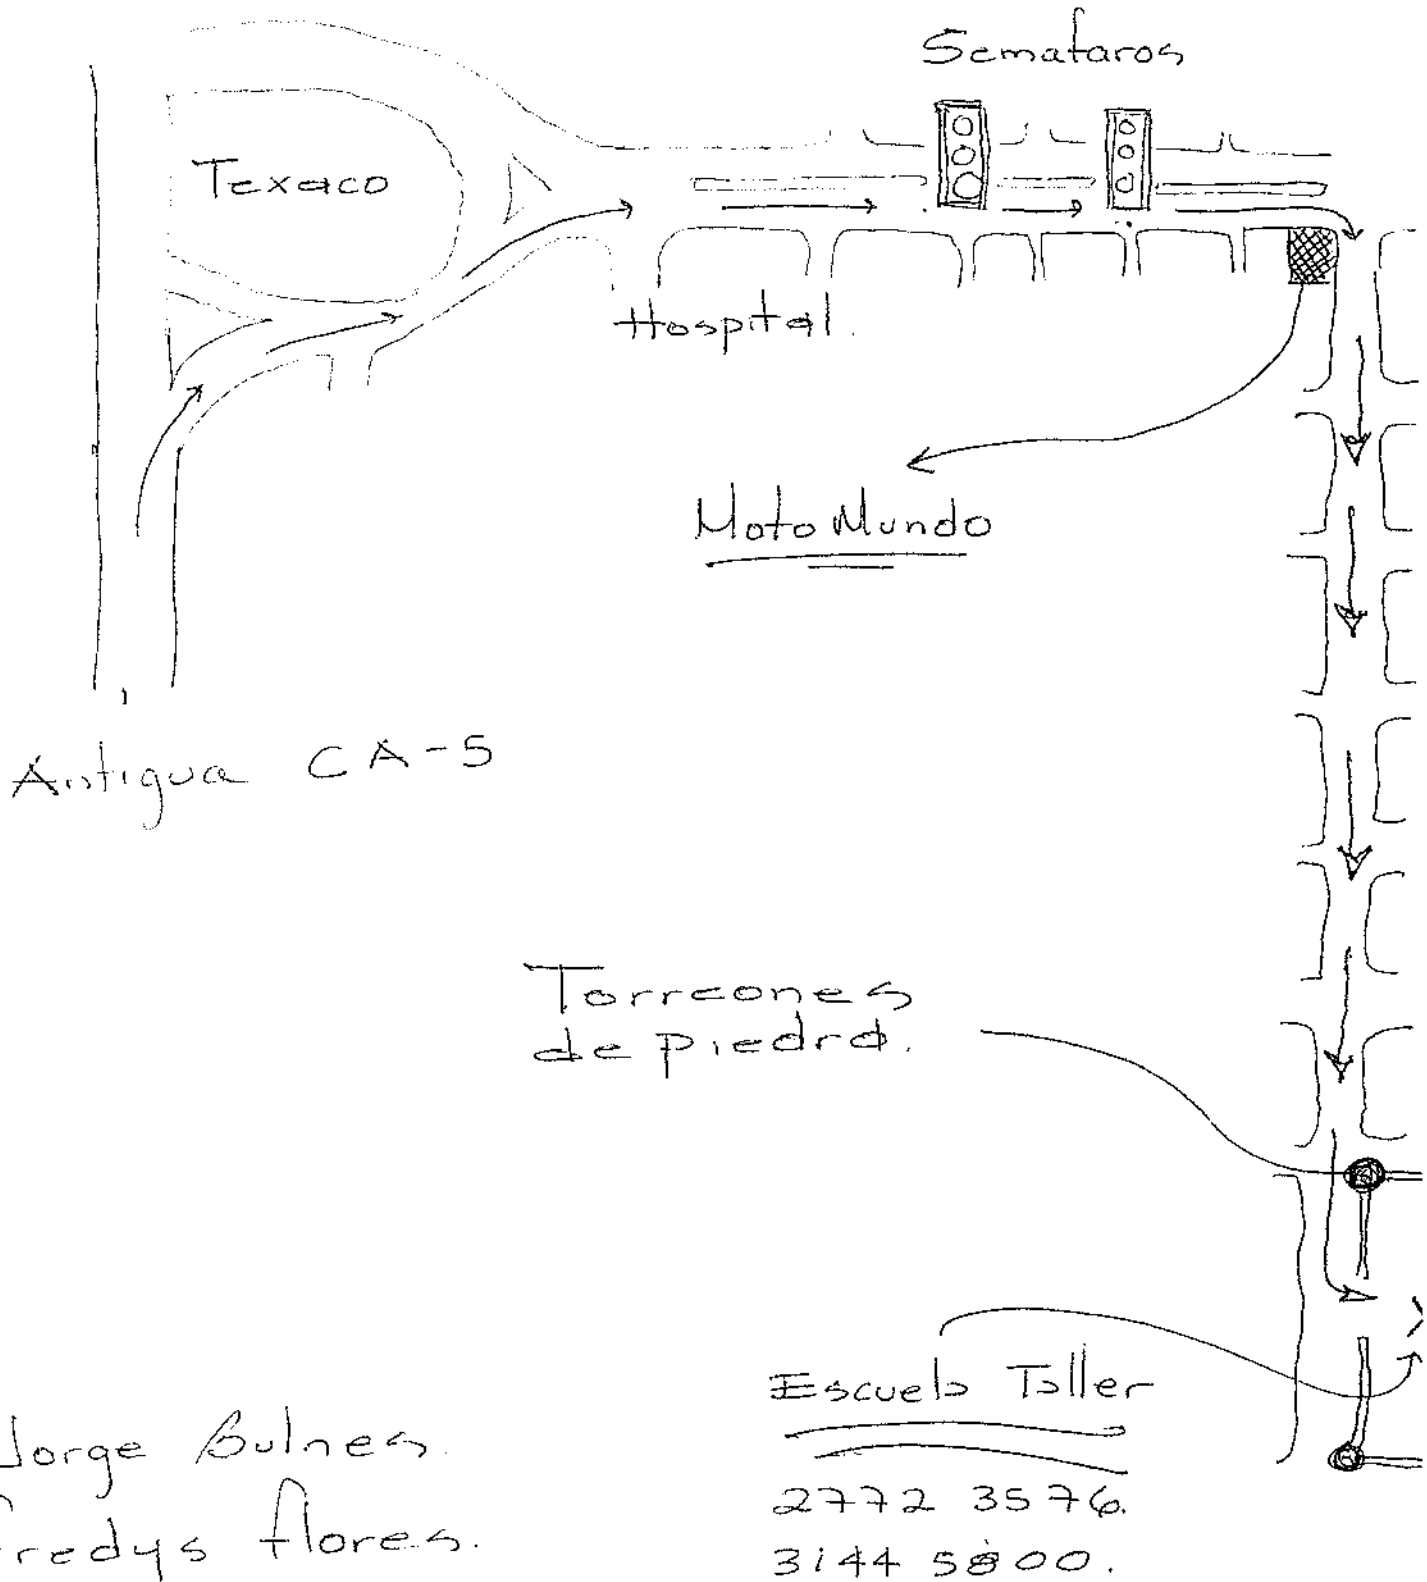 Semafaros
Texaco
Hospital.
Moto Mundo
Antigua CA-5
Torreones
de piedra.
Escuela Taller
2772 3576.
3144 5800.
Jorge Bulnes.
Fredys flores.